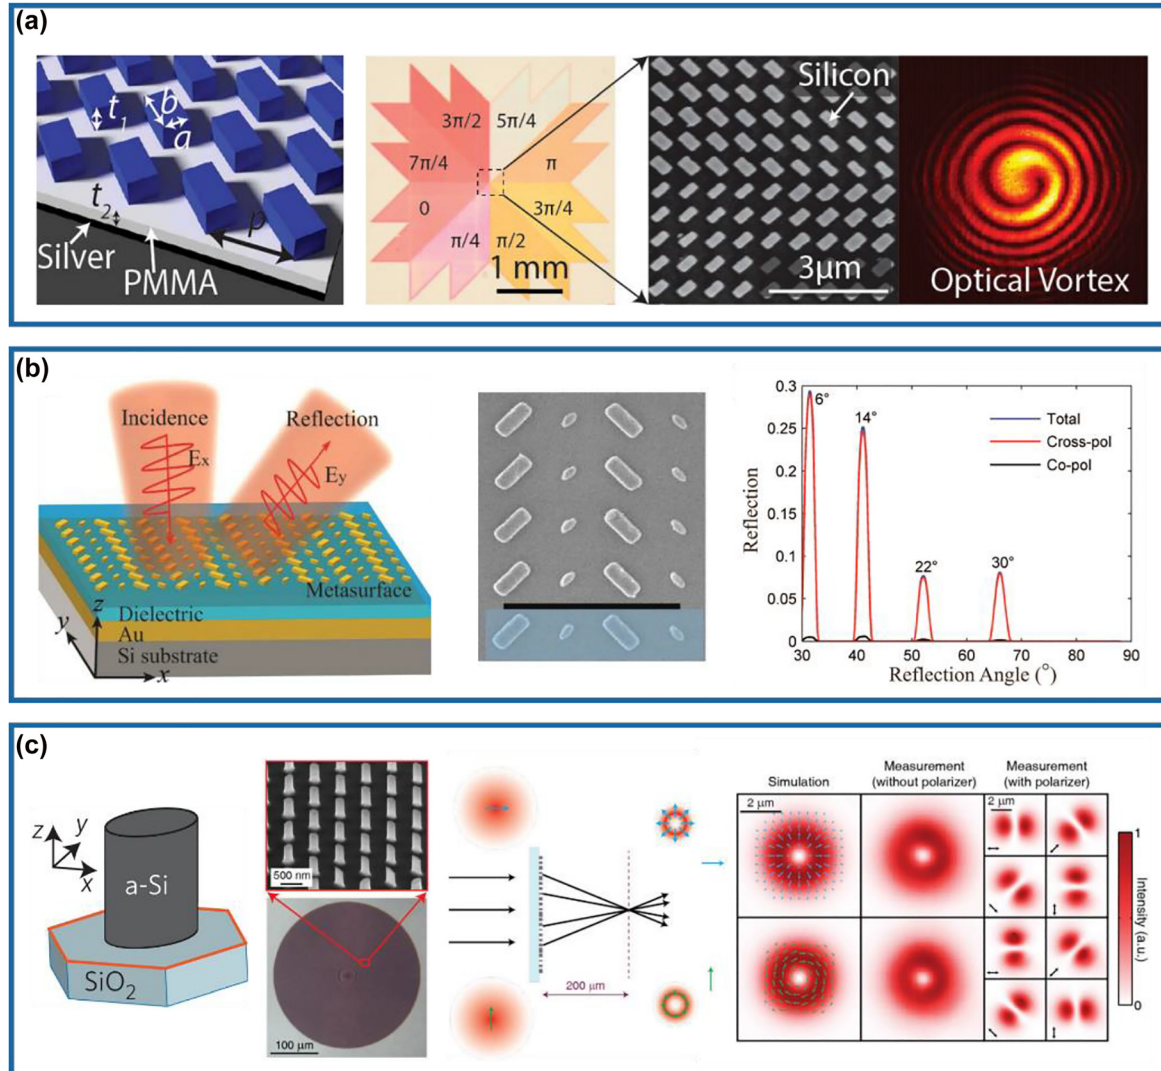 (a)
b
t1
a
t2
p
Silver
PMMA
3π/2
5π/4
7π/4
π
0
3π/4
π/4
π/2
1 mm
Silicon
3μm
Optical Vortex
(b)
Incidence
Reflection
Ex
Ey
Metasurface
Dielectric
Au
Si substrate
z
y
x
0.3
0.25
0.2
0.15
0.1
0.05
0
Reflection
6°
14°
22°
30°
Total
Cross-pol
Co-pol
30 40 50 60 70 80 90
Reflection Angle (°)
(c)
z
y
x
a-Si
SiO2
500 nm
100 μm
200 μm
Simulation
Measurement
(without polarizer)
Measurement
(with polarizer)
2 μm
2 μm
1
Intensity (a.u.)
0